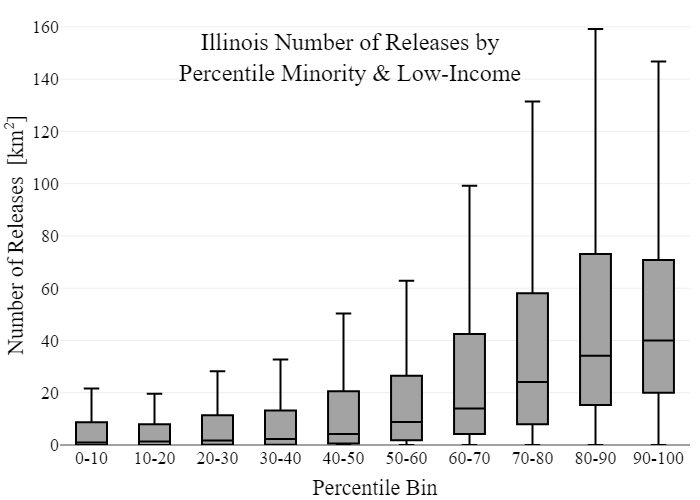 Illinois Number of Releases by
Percentile Minority & Low-Income
Number of Releases [km²]
160
140
120
100
80
60
40
20
0
0-10 10-20 20-30 30-40 40-50 50-60 60-70 70-80 80-90 90-100
Percentile Bin